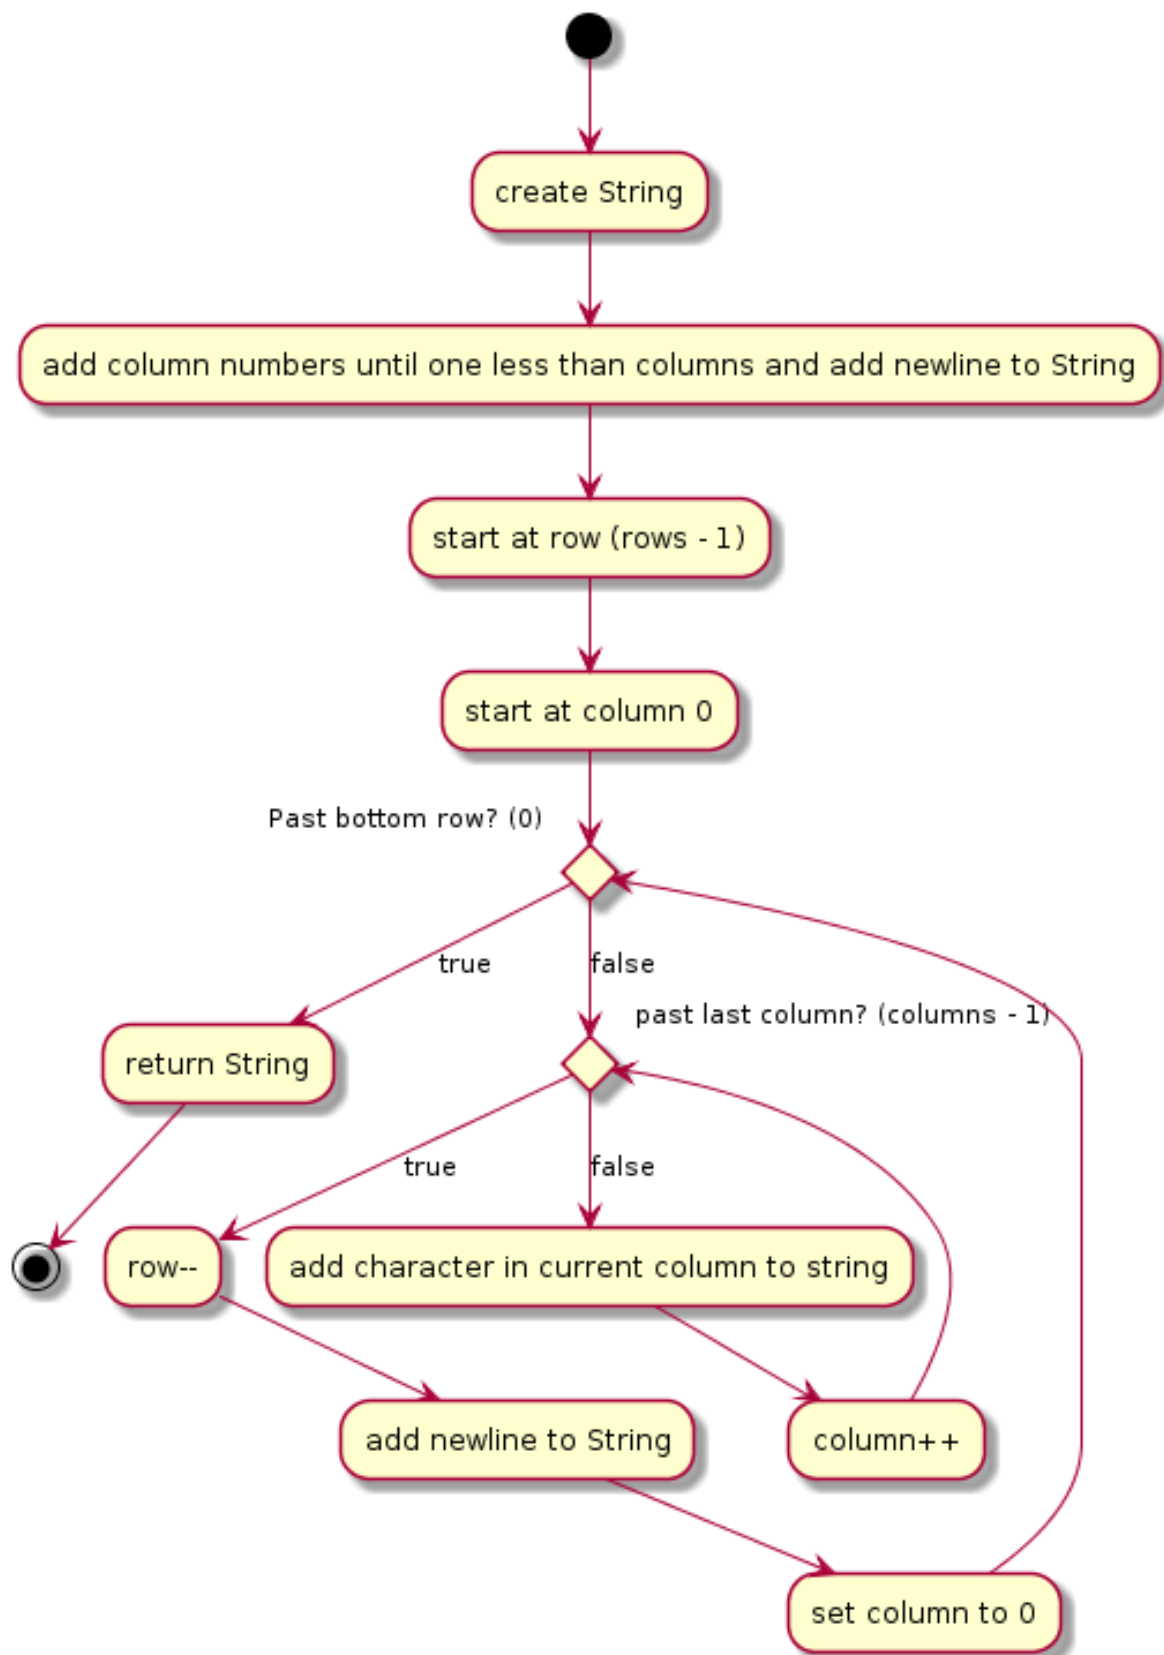 create String
add column numbers until one less than columns and add newline to String
start at row (rows - 1)
start at column 0
Past bottom row? (0)
true
false
past last column? (columns - 1)
return String
true
false
row--
add character in current column to string
add newline to String
column++
set column to 0